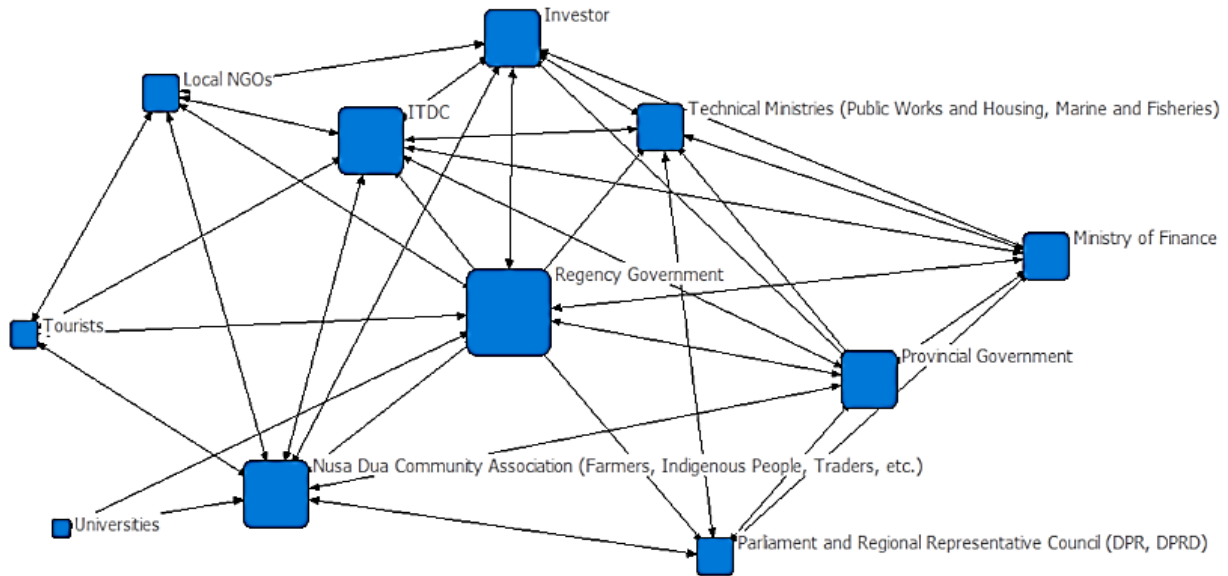 Investor
Local NGOs
ITDC
Technical Ministries (Public Works and Housing, Marine and Fisheries)
Ministry of Finance
Regency Government
Tourists
Provincial Government
Nusa Dua Community Association (Farmers, Indigenous People, Traders, etc.)
Universities
Parliament and Regional Representative Council (DPR, DPRD)